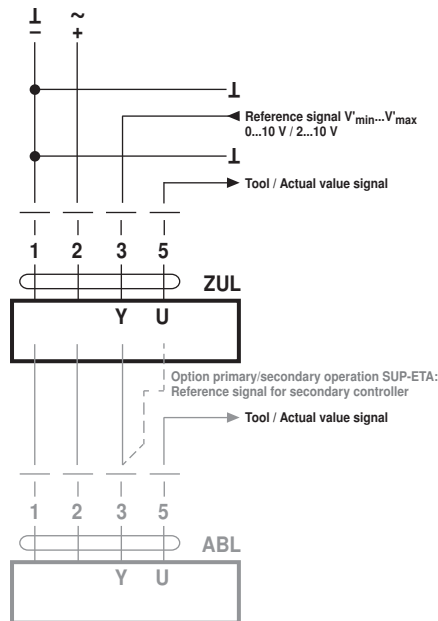 ⊥ ~
– +
⊥
Reference signal V'min...V'max
0...10 V / 2...10 V
⊥
Tool / Actual value signal
1 2 3 5
ZUL
Y U
Option primary/secondary operation SUP-ETA:
Reference signal for secondary controller
Tool / Actual value signal
1 2 3 5
ABL
Y U